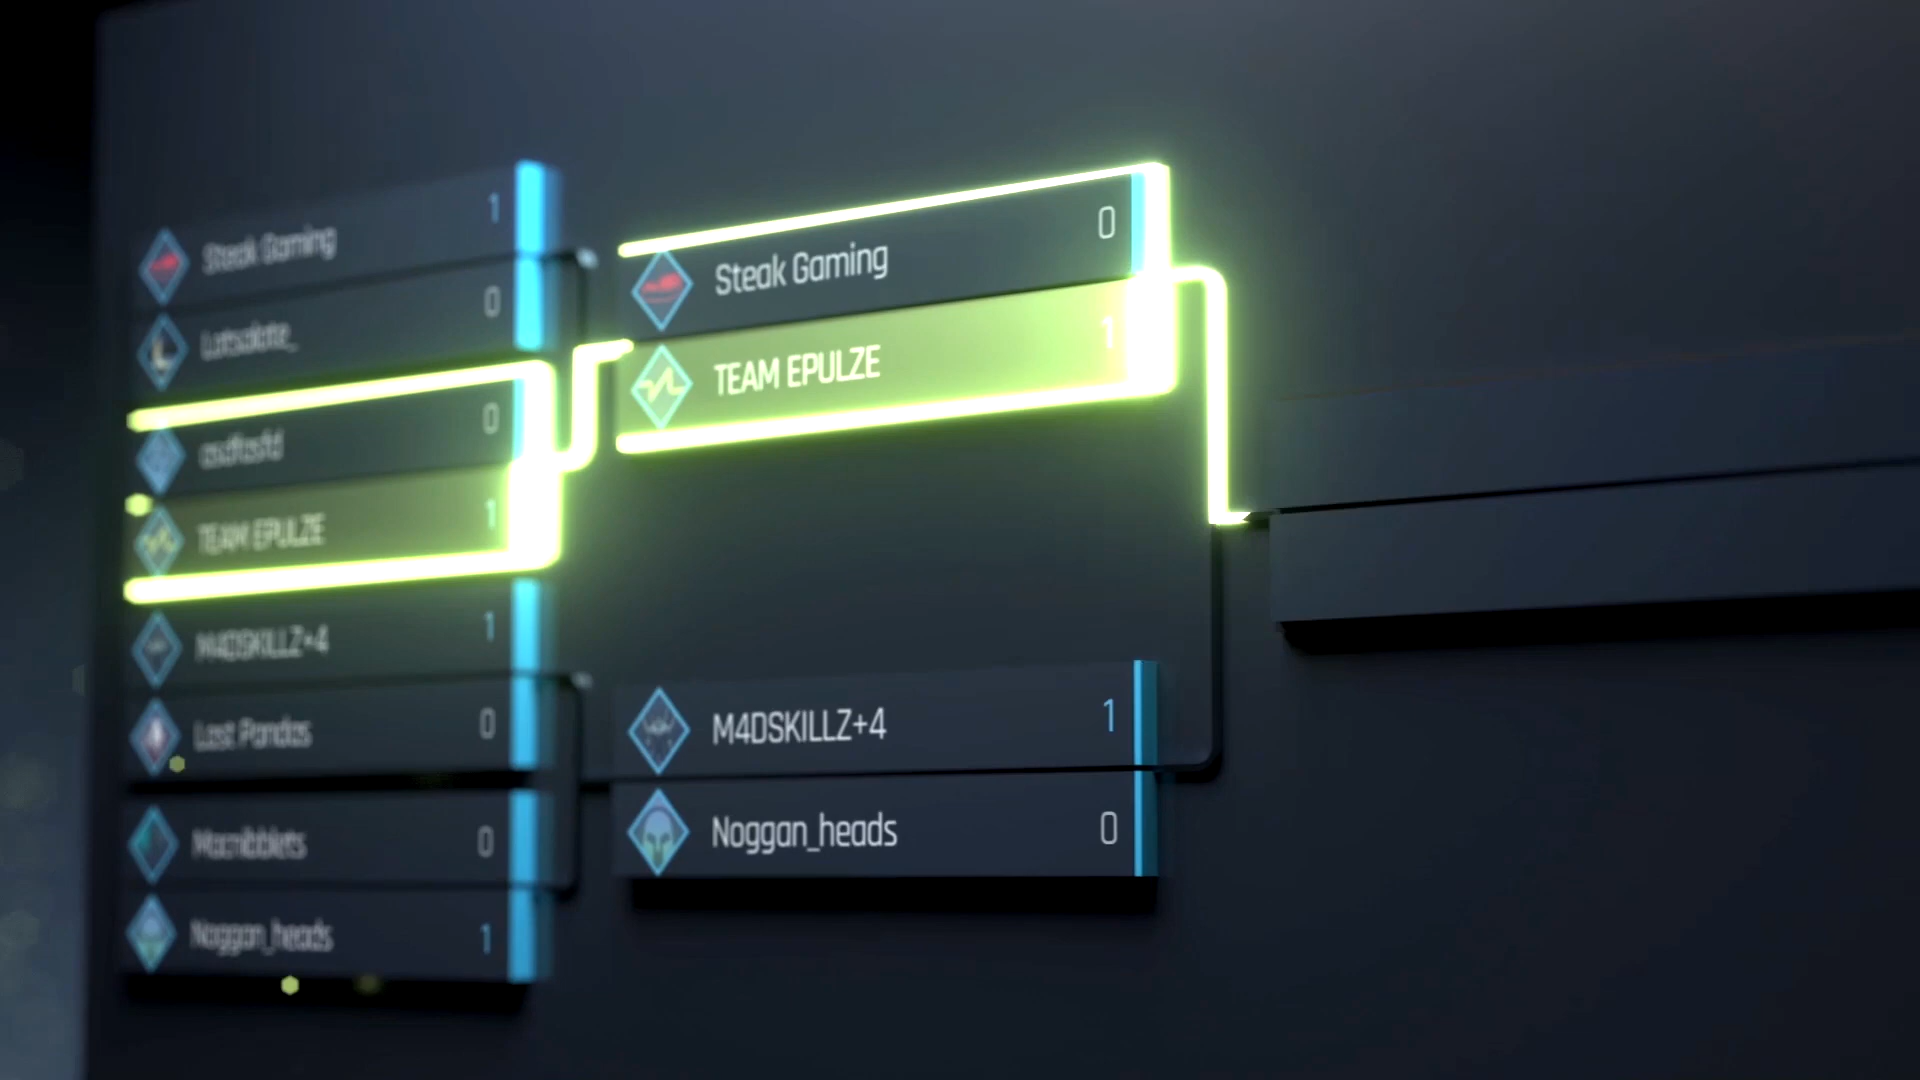 Steak Gaming 1
0
0
TEAM EPULZE 1
M4DSKILLZ+4 1
Lost Pandas 0
Macnibblets 0
Noggan_heads 1
Steak Gaming 0
TEAM EPULZE 1
M4DSKILLZ+4 1
Noggan_heads 0